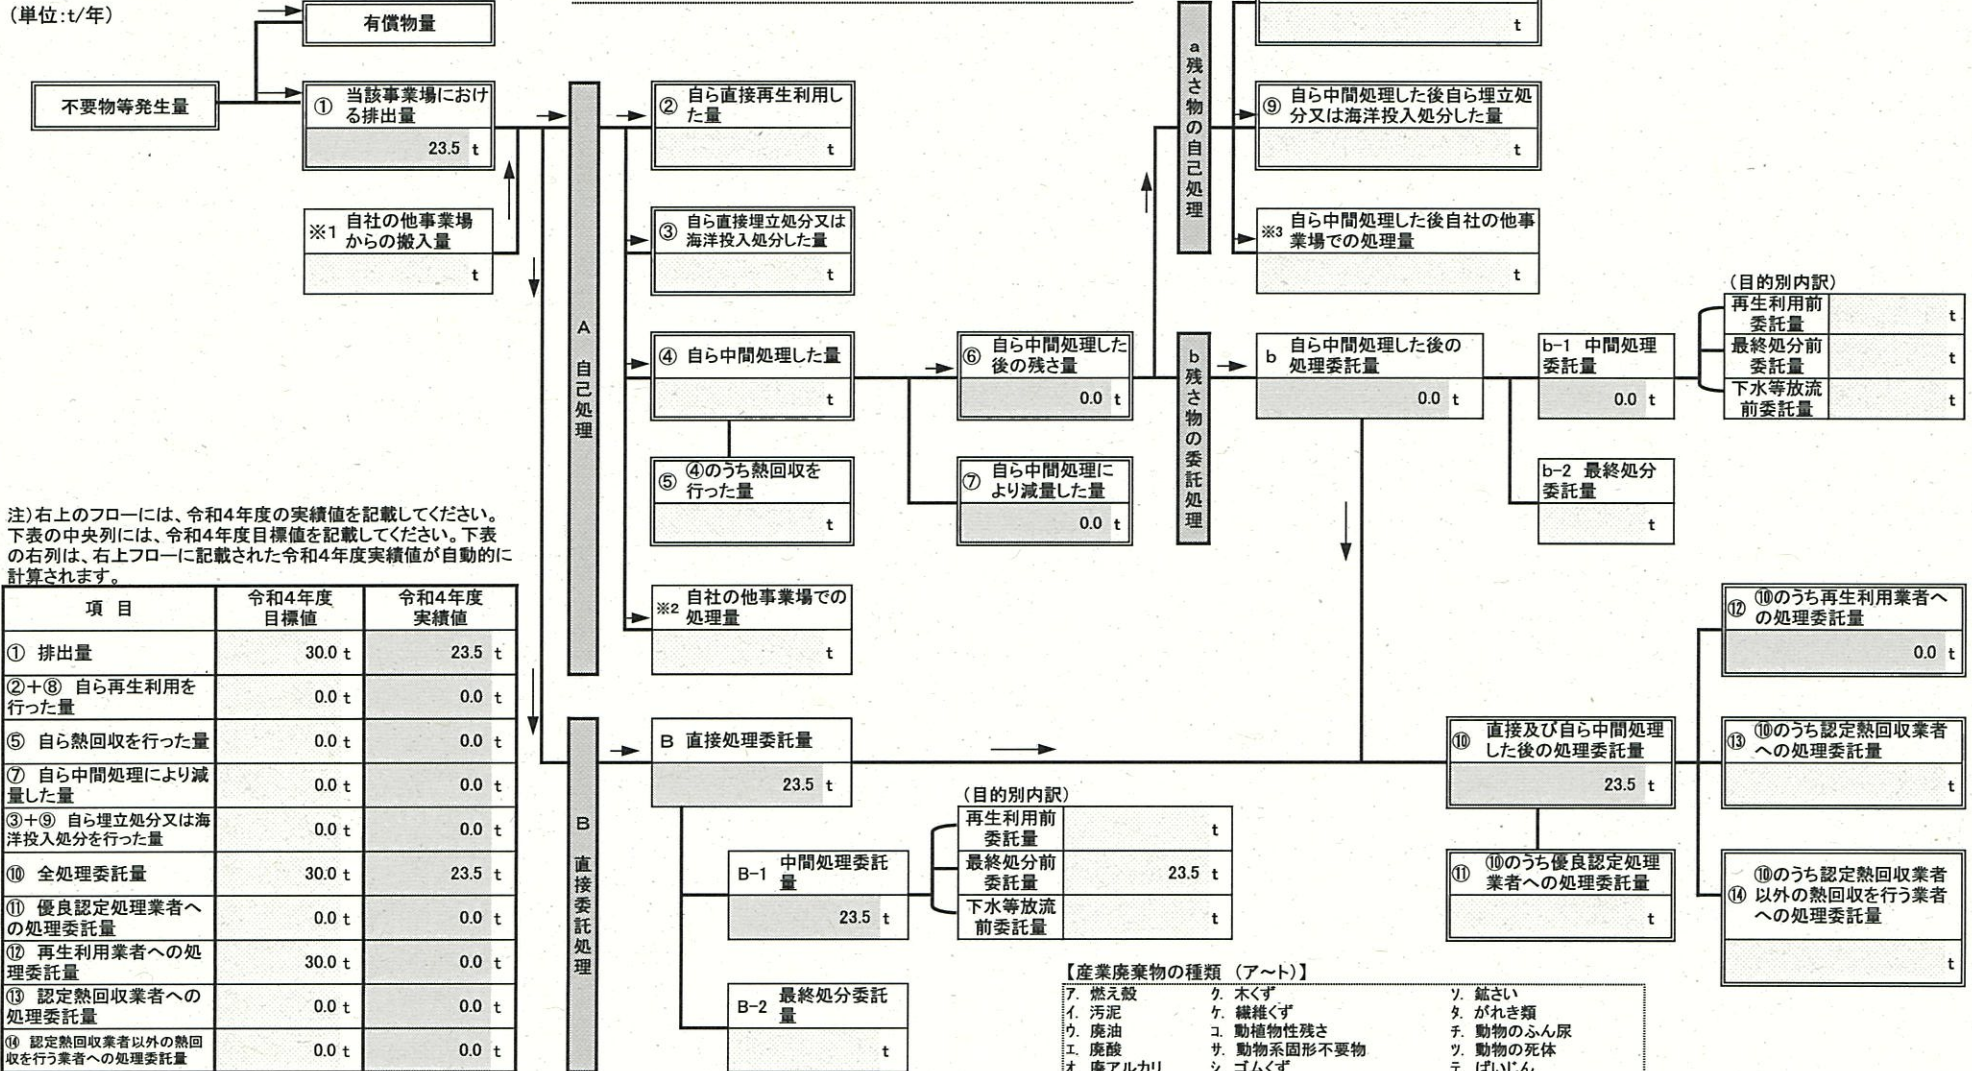 (単位:t/年)
有償物量
不要物等発生量
① 当該事業場におけ
る排出量
23.5 t
※1 自社の他事業場
からの搬入量
t
A 自己処理
② 自ら直接再生利用し
た量
t
③ 自ら直接埋立処分又は
海洋投入処分した量
t
④ 自ら中間処理した量
t
⑤ ④のうち熱回収を
行った量
t
※2 自社の他事業場での
処理量
t
⑥ 自ら中間処理した
後の残さ量
0.0 t
⑦ 自ら中間処理に
より減量した量
0.0 t
a 残さ物の自己処理
t
⑨ 自ら中間処理した後自ら埋立処
分又は海洋投入処分した量
t
※3 自ら中間処理した後自社の他事
業場での処理量
t
b 残さ物の委託処理
b 自ら中間処理した後の
処理委託量
0.0 t
b-1 中間処理
委託量
0.0 t
b-2 最終処分
委託量
t
(目的別内訳)
再生利用前
委託量
t
最終処分前
委託量
t
下水等放流
前委託量
t
注)右上のフローには、令和4年度の実績値を記載してください。
下表の中央列には、令和4年度目標値を記載してください。下表
の右列は、右上フローに記載された令和4年度実績値が自動的に
計算されます。
項 目 令和4年度 目標値 令和4年度 実績値
① 排出量 30.0 t 23.5 t
②+⑧ 自ら再生利用を
行った量 0.0 t 0.0 t
⑤ 自ら熱回収を行った量 0.0 t 0.0 t
⑦ 自ら中間処理により減
量した量 0.0 t 0.0 t
③+⑨ 自ら埋立処分又は海
洋投入処分を行った量 0.0 t 0.0 t
⑩ 全処理委託量 30.0 t 23.5 t
⑪ 優良認定処理業者へ
の処理委託量 0.0 t 0.0 t
⑫ 再生利用業者への処
理委託量 30.0 t 0.0 t
⑬ 認定熱回収業者への
処理委託量 0.0 t 0.0 t
⑭ 認定熱回収業者以外の熱回
収を行う業者への処理委託量 0.0 t 0.0 t
B 直接委託処理
B 直接処理委託量
23.5 t
B-1 中間処理委託
量
23.5 t
B-2 最終処分委託
量
t
(目的別内訳)
再生利用前
委託量
t
最終処分前
委託量
23.5 t
下水等放流
前委託量
t
⑩ 直接及び自ら中間処理
した後の処理委託量
23.5 t
⑪ ⑩のうち優良認定処理
業者への処理委託量
t
⑫ ⑩のうち再生利用業者へ
の処理委託量
0.0 t
⑬ ⑩のうち認定熱回収業者
への処理委託量
t
⑭ ⑩のうち認定熱回収業者
以外の熱回収を行う業者
への処理委託量
t
【産業廃棄物の種類 (ア~ト)】
ア. 燃え殻 ク. 木くず ソ. 鉱さい
イ. 汚泥 ケ. 繊維くず タ. がれき類
ウ. 廃油 コ. 動植物性残さ チ. 動物のふん尿
エ. 廃酸 サ. 動物系固形不要物 ツ. 動物の死体
オ. 廃アルカリ シ. ゴムくず テ. ばいじん